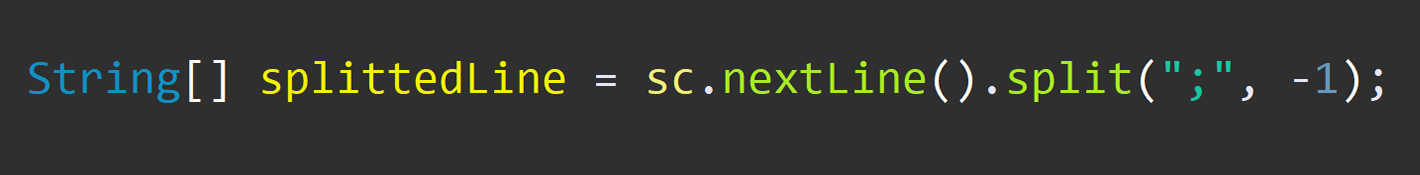 String[] splittedLine = sc.nextLine().split(";", -1);